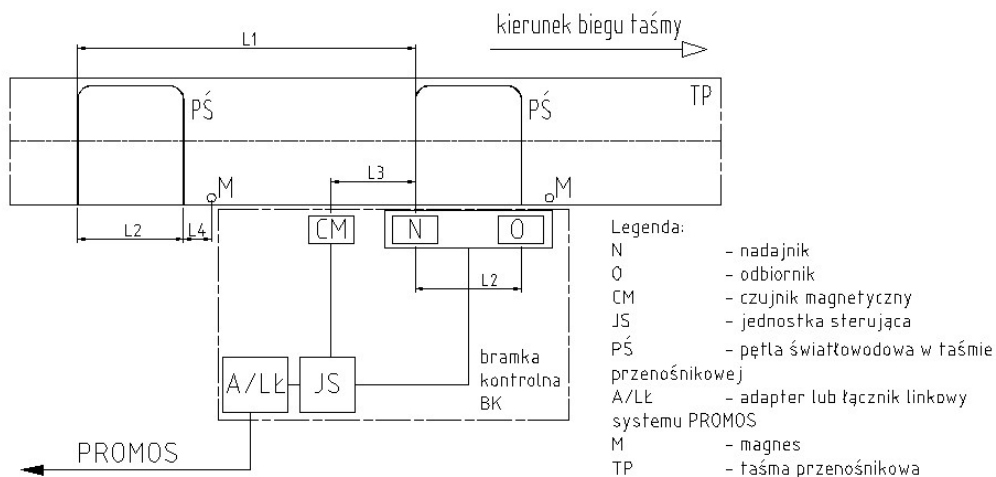 kierunek biegu taśmy
L1
TP
PŚ
PŚ
L3
M
M
L2
L4
CM
N
O
L2
A/LŁ
JS
bramka
kontrolna
BK
PROMOS
Legenda:
N – nadajnik
O – odbiornik
CM – czujnik magnetyczny
JS – jednostka sterująca
PŚ – pętla światłowodowa w taśmie
przenośnikowej
A/LŁ – adapter lub łącznik linkowy
systemu PROMOS
M – magnes
TP – taśma przenośnikowa